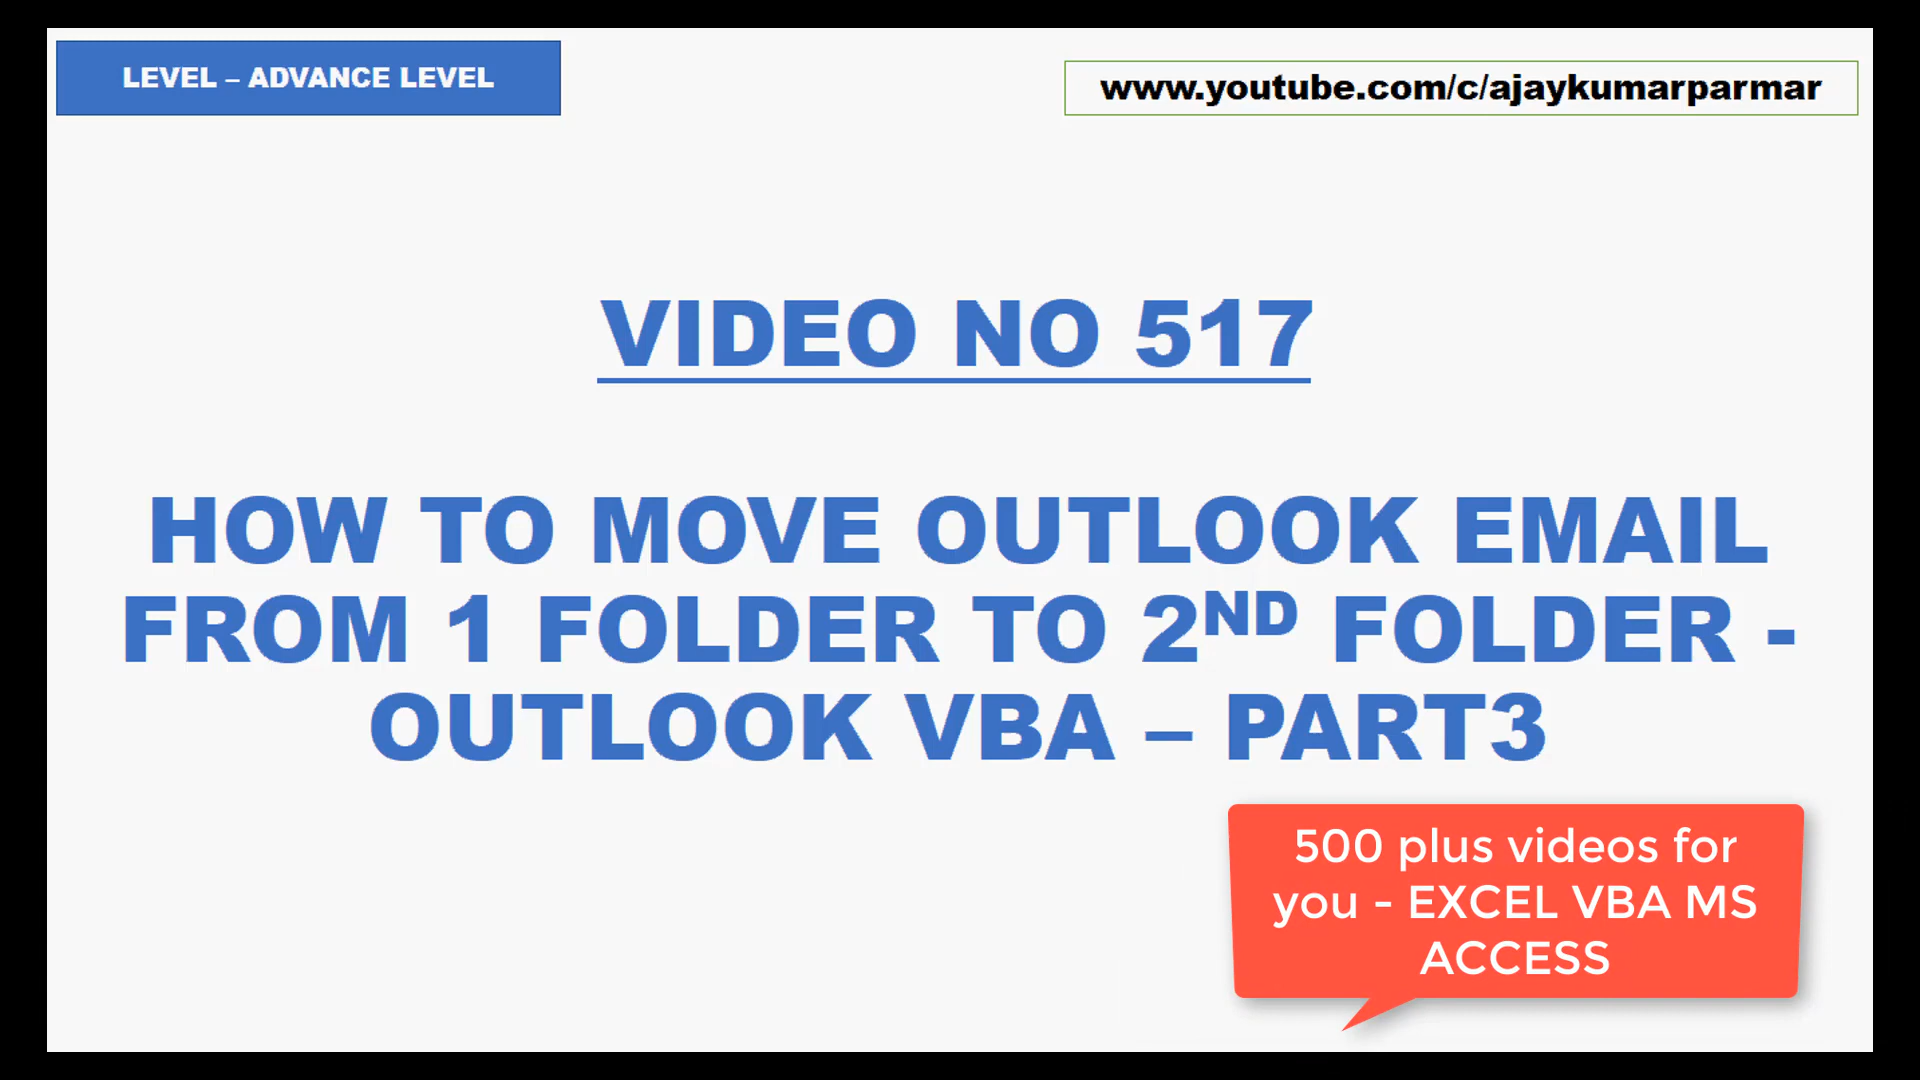 LEVEL – ADVANCE LEVEL
www.youtube.com/c/ajaykumarparmar
VIDEO NO 517
HOW TO MOVE OUTLOOK EMAIL
FROM 1 FOLDER TO 2ND FOLDER -
OUTLOOK VBA – PART3
500 plus videos for
you - EXCEL VBA MS
ACCESS